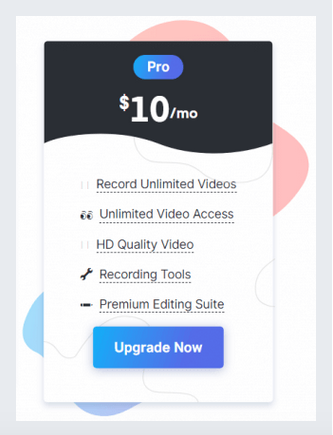 Pro
$10/mo
Record Unlimited Videos
Unlimited Video Access
HD Quality Video
Recording Tools
Premium Editing Suite
Upgrade Now